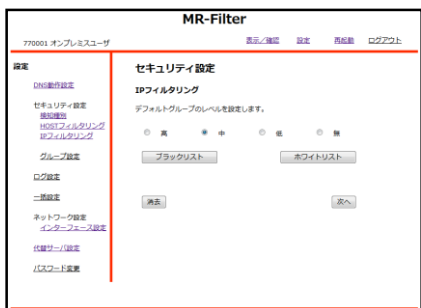 MR-Filter
770001 オンプレミスユーザ
表示/確認 設定 再起動 ログアウト
設定
DNS動作設定
セキュリティ設定
検知種別
HOSTフィルタリング
IPフィルタリング
グループ設定
ログ設定
一括設定
ネットワーク設定
インターフェース設定
代替サーバ設定
パスワード変更
セキュリティ設定
IPフィルタリング
デフォルトグループのレベルを設定します。
高 中 低 無
ブラックリスト ホワイトリスト
消去 次へ